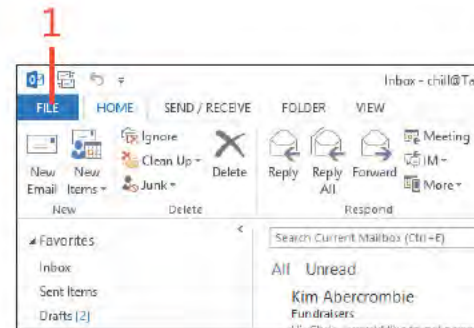 1
Inbox - chill@Ta
FILE HOME SEND / RECEIVE FOLDER VIEW
Ignore Meeting
Clean Up IM
New Email New Items Junk Delete Reply Reply All Forward More
New Delete Respond
Favorites Search Current Mailbox (Ctrl+E)
Inbox All Unread
Sent Items Kim Abercrombie
Drafts [2] Fundraisers